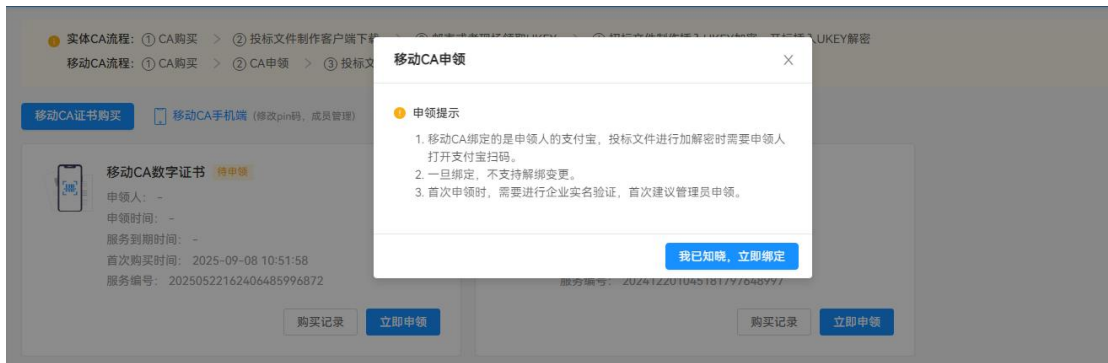 实体CA流程： ① CA购买 > ② 投标文件制作客户端下载
UKEY解密
移动CA流程： ① CA购买 > ② CA申领 > ③ 投标文
移动CA证书购买
移动CA手机端 (修改pin码，成员管理)
移动CA数字证书 待申领
申领人： -
申领时间： -
服务到期时间： -
首次购买时间： 2025-09-08 10:51:58
服务编号： 20250522162406485996872
购买记录 立即申领
移动CA申领
申领提示
1. 移动CA绑定的是申领人的支付宝，投标文件进行加解密时需要申领人
打开支付宝扫码。
2. 一旦绑定，不支持解绑变更。
3. 首次申领时，需要进行企业实名验证，首次建议管理员申领。
我已知晓，立即绑定
服务编号： 202412201045181797648997
购买记录 立即申领